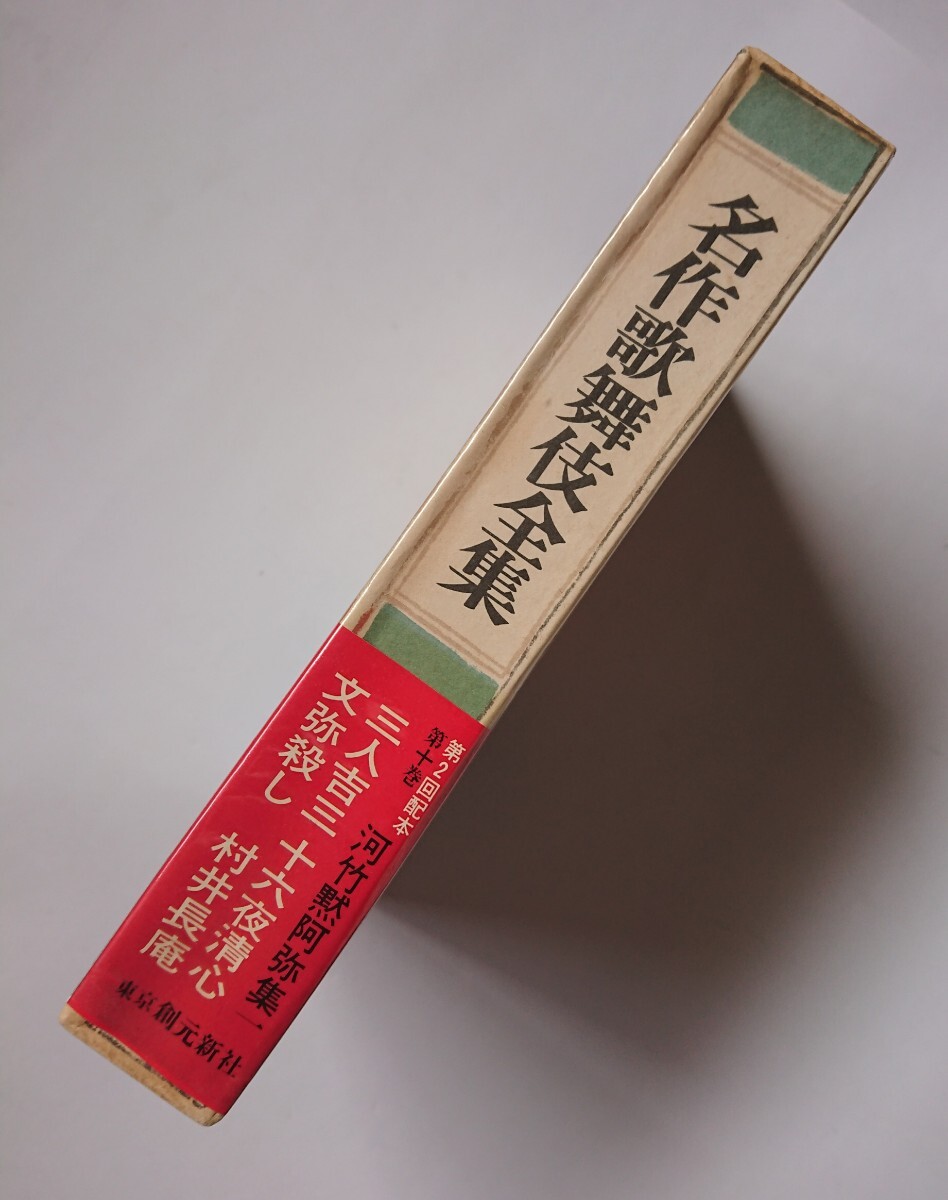 名作歌舞伎全集
第2回配本
第十巻
河竹黙阿弥集一
三人吉三 十六夜清心
文弥殺し 村井長庵
東京創元新社